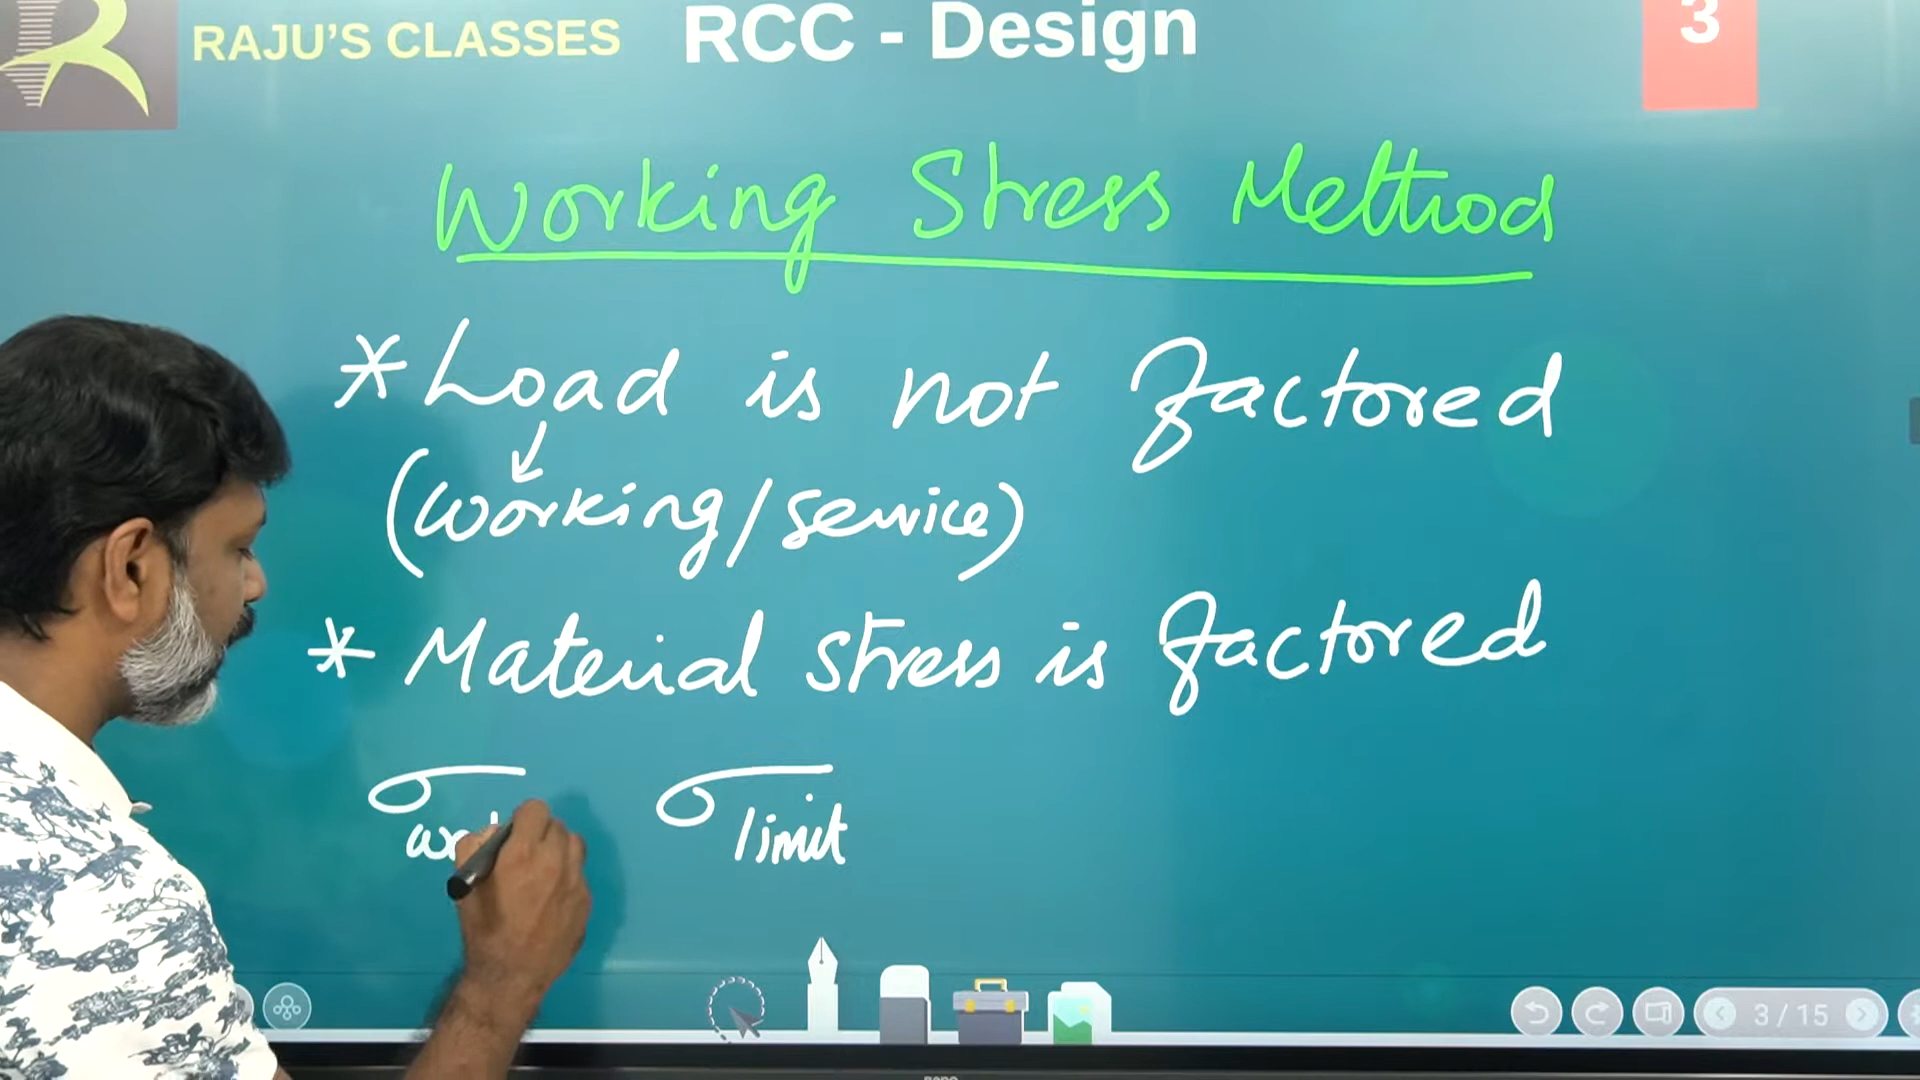 RAJU'S CLASSES RCC - Design 3
Working Stress Method
* Load is not factored
(working/service)
* Material stress is factored
σ σ limit
3 / 15